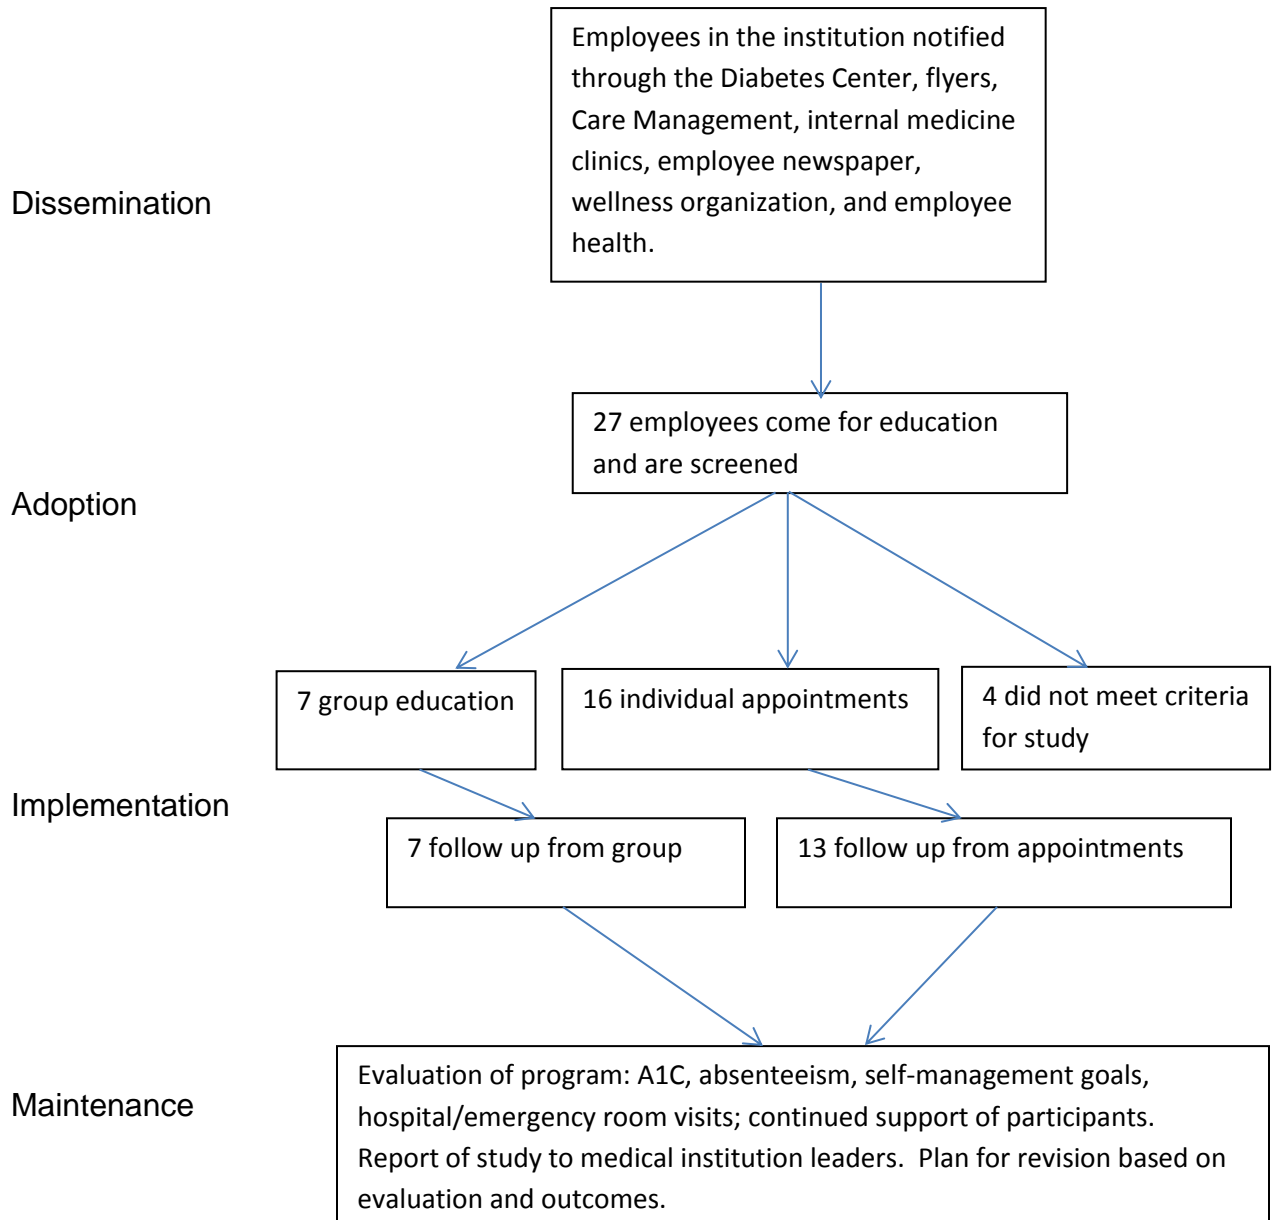 Employees in the institution notified
through the Diabetes Center, flyers,
Care Management, internal medicine
clinics, employee newspaper,
wellness organization, and employee
health.
Dissemination
27 employees come for education
and are screened
Adoption
7 group education
16 individual appointments
4 did not meet criteria
for study
Implementation
7 follow up from group
13 follow up from appointments
Maintenance
Evaluation of program: A1C, absenteeism, self-management goals,
hospital/emergency room visits; continued support of participants.
Report of study to medical institution leaders.  Plan for revision based on
evaluation and outcomes.